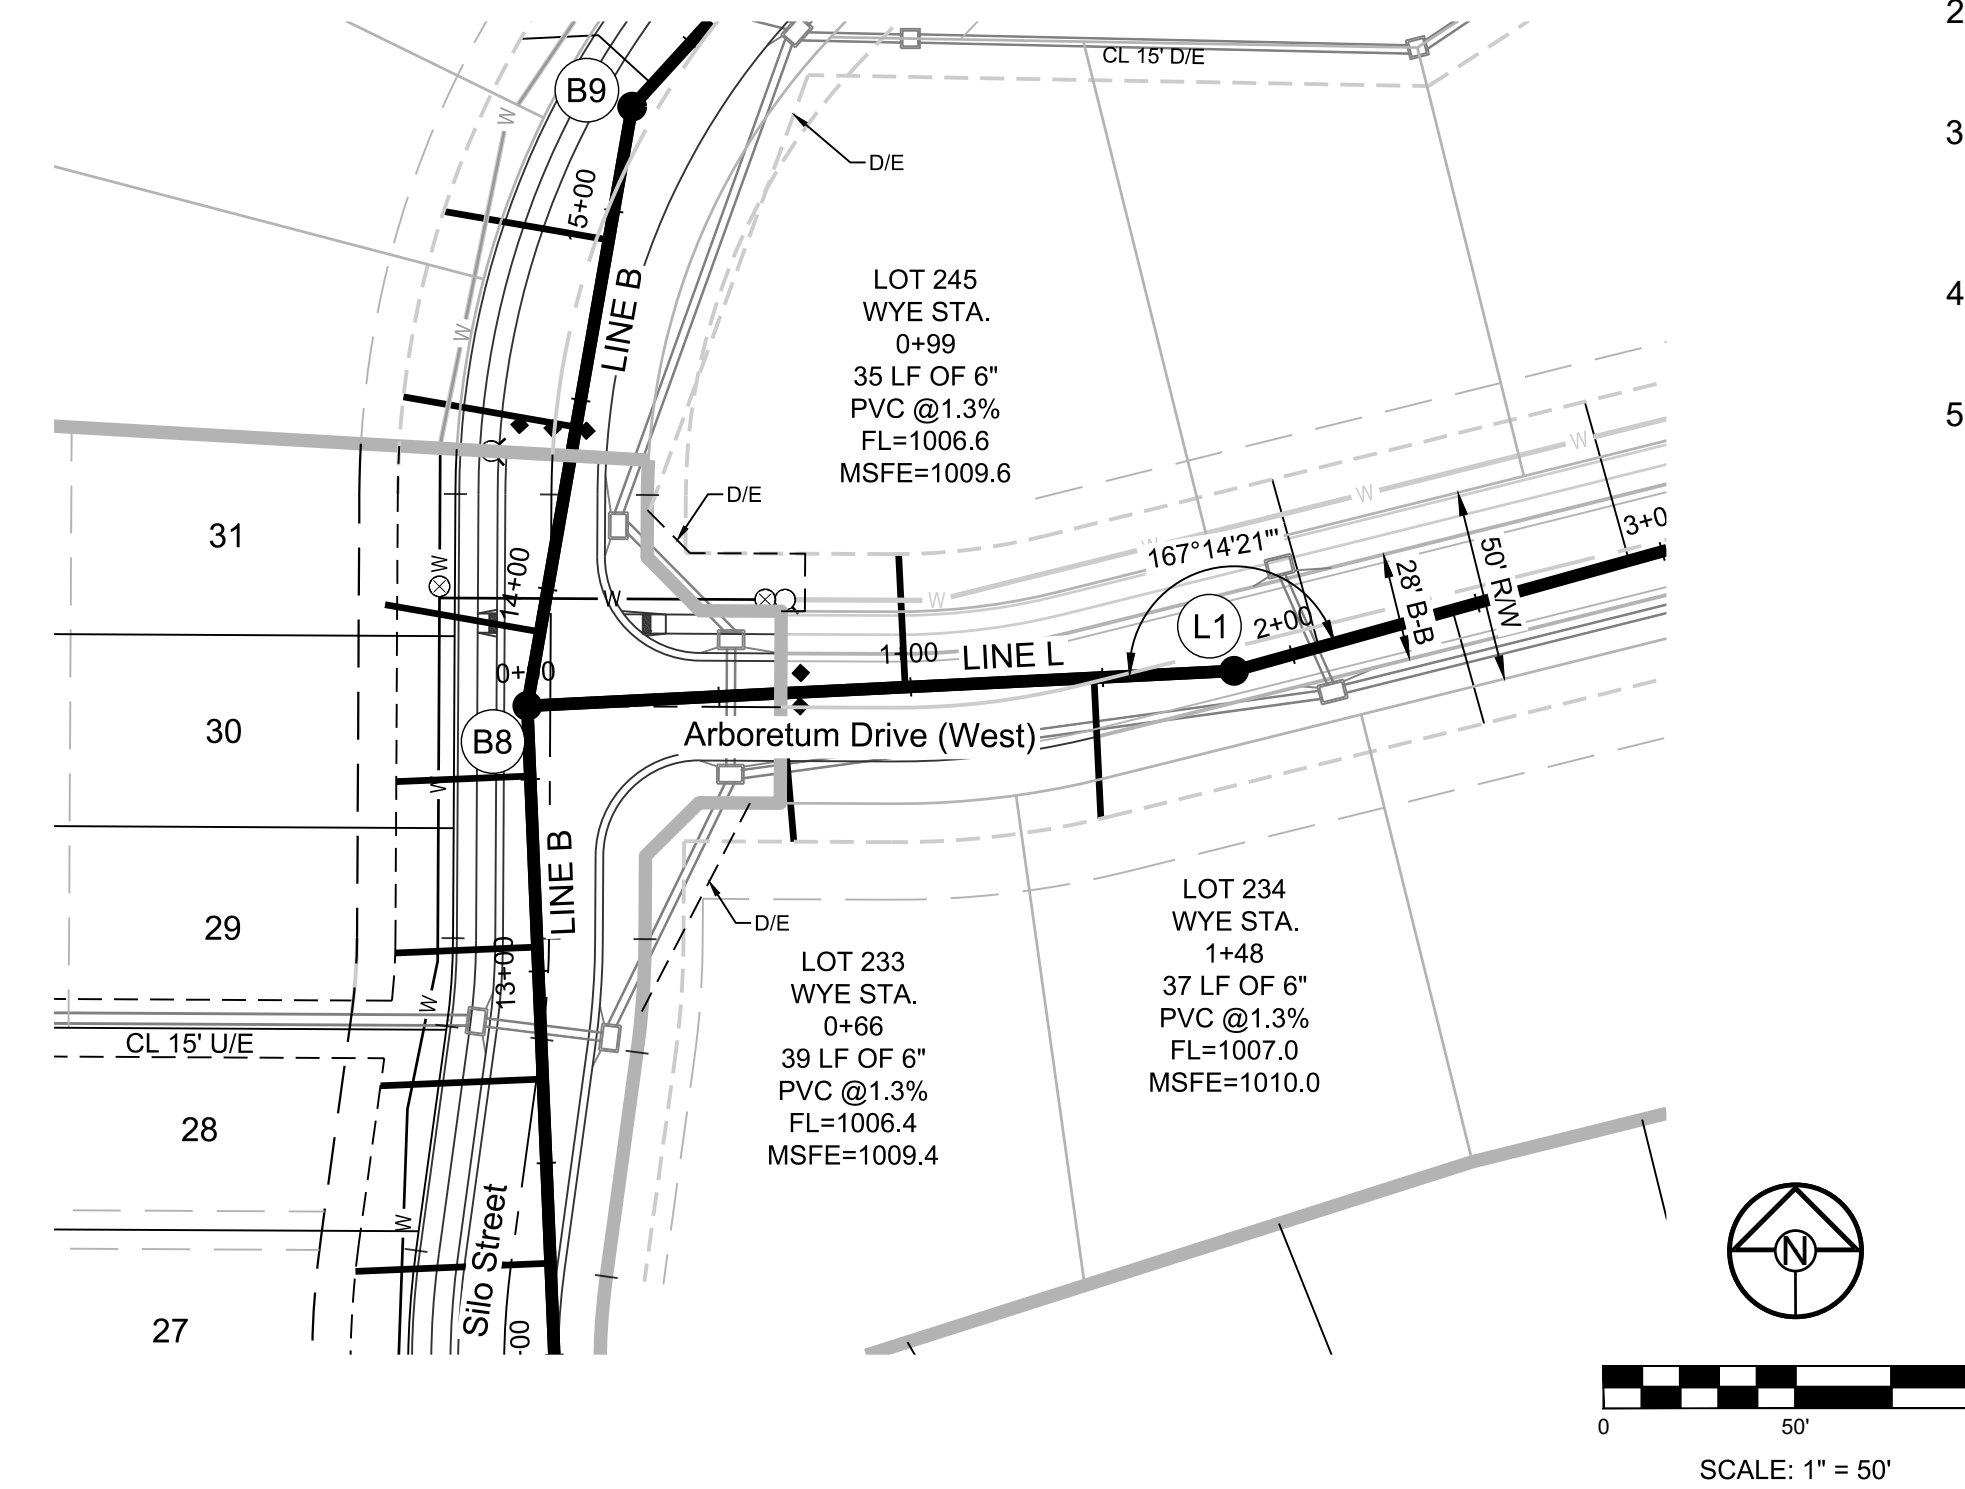 2
3
4
5
B9
CL 15' D/E
D/E
15+00
W
W
LINE B
LOT 245
WYE STA.
0+99
35 LF OF 6"
PVC @1.3%
FL=1006.6
MSFE=1009.6
W
D/E
W
3+0
167°14'21"'
50' R/W
28' B-B
31
W
14+00
W
W
L1
2+00
1+00
LINE L
B8
Arboretum Drive (West)
30
W
LINE B
29
D/E
13+00
W
LOT 233
WYE STA.
0+66
39 LF OF 6"
PVC @1.3%
FL=1006.4
MSFE=1009.4
LOT 234
WYE STA.
1+48
37 LF OF 6"
PVC @1.3%
FL=1007.0
MSFE=1010.0
CL 15' U/E
28
W
Silo Street
27
N
0
50'
SCALE: 1" = 50'